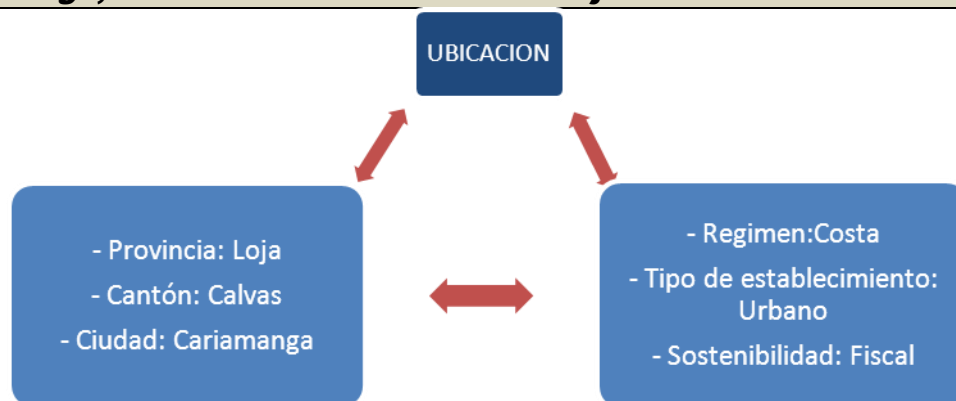 UBICACION
- Provincia: Loja
- Cantón: Calvas
- Ciudad: Cariamanga
- Regimen:Costa
- Tipo de establecimiento:
Urbano
- Sostenibilidad: Fiscal